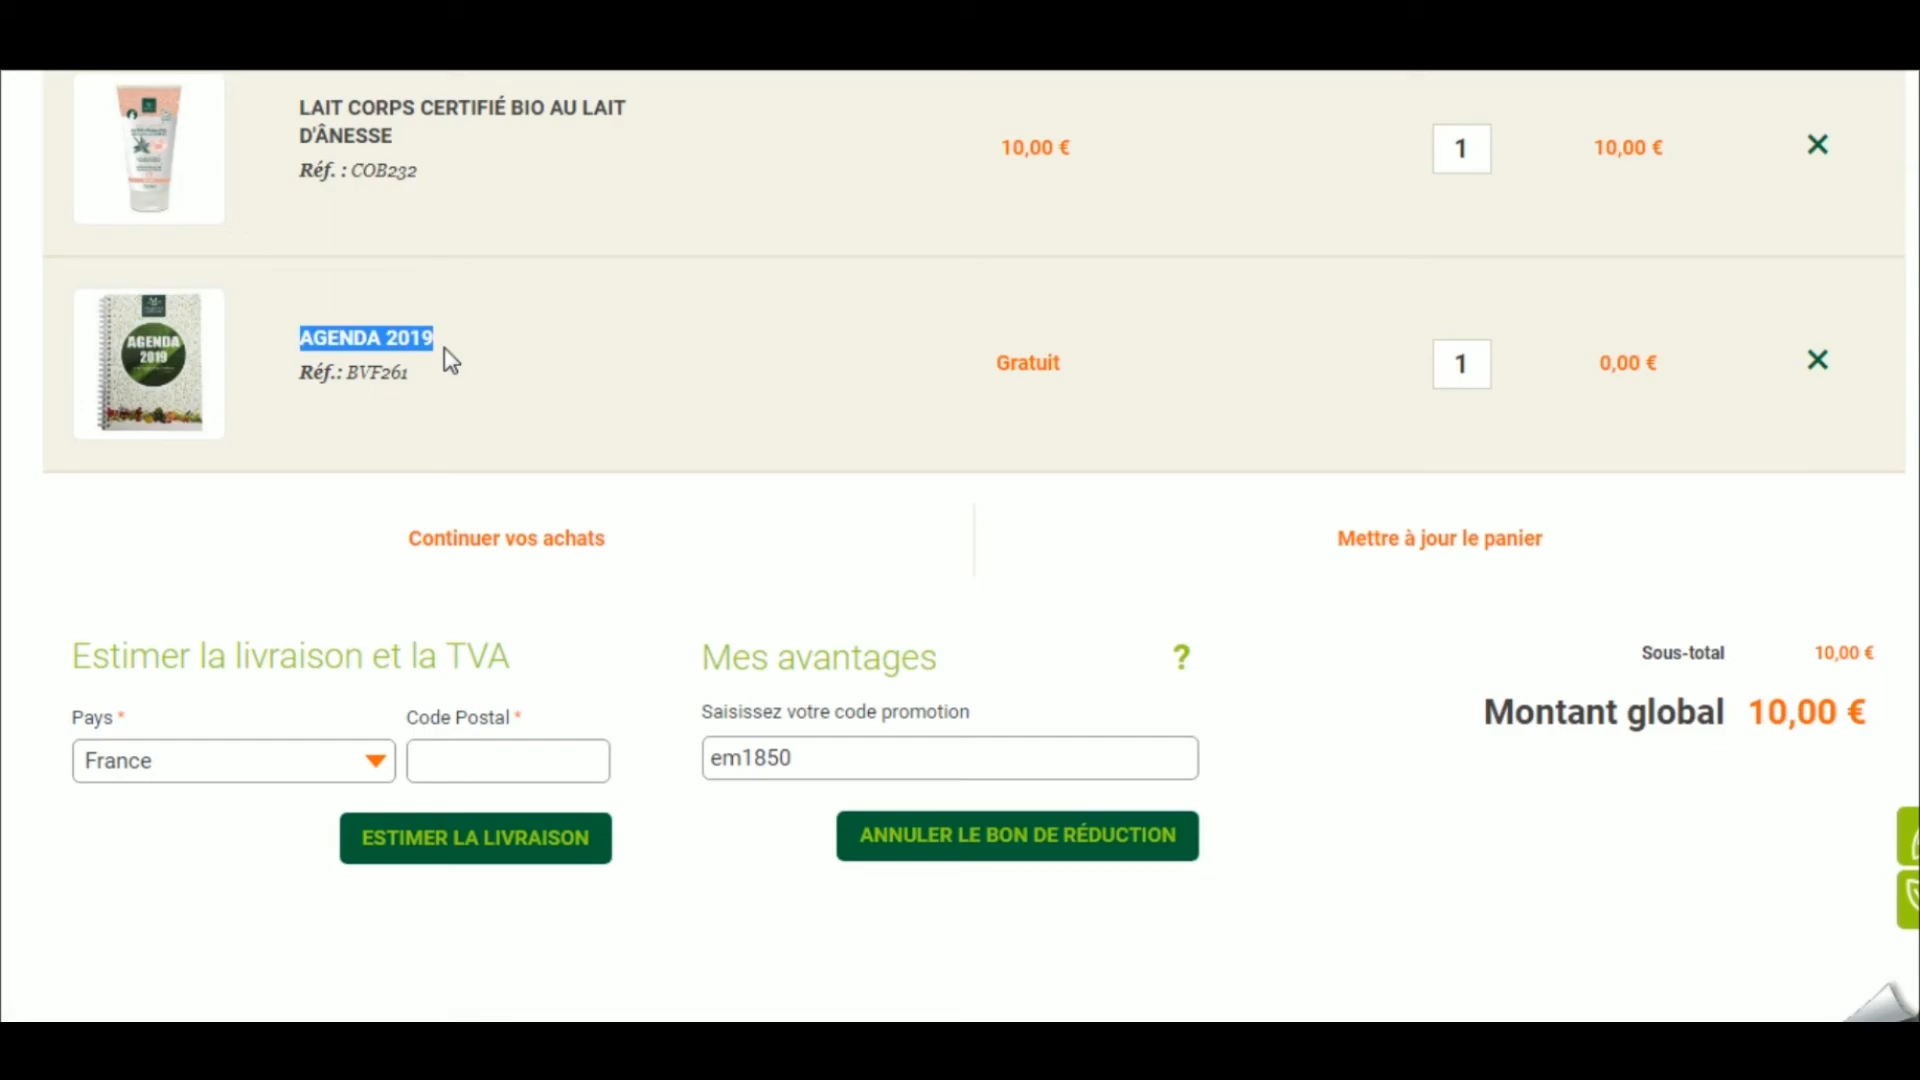 LAIT CORPS CERTIFIÉ BIO AU LAIT
D'ÂNESSE
Réf. : COB232
10,00 €
1
10,00 €
AGENDA
2019
AGENDA 2019
Réf.: BVF261
Gratuit
1
0,00 €
Continuer vos achats
Mettre à jour le panier
Estimer la livraison et la TVA
Pays *
Code Postal *
France
ESTIMER LA LIVRAISON
Mes avantages
?
Saisissez votre code promotion
em1850
ANNULER LE BON DE RÉDUCTION
Sous-total 10,00 €
Montant global 10,00 €